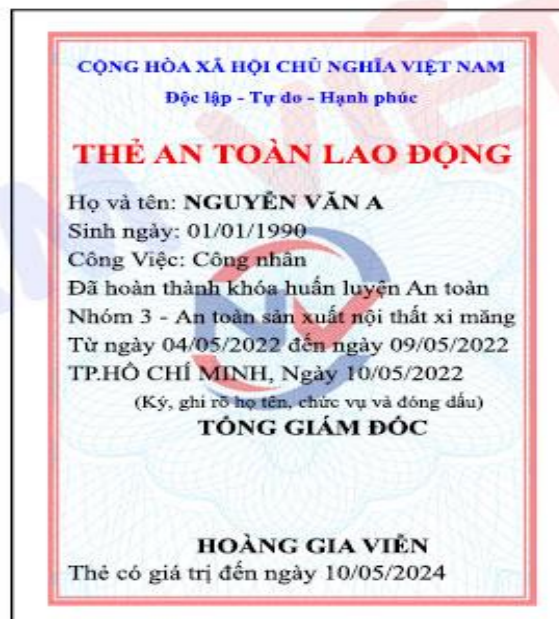 CỘNG HÒA XÃ HỘI CHỦ NGHĨA VIỆT NAM
Độc lập - Tự do - Hạnh phúc
THẺ AN TOÀN LAO ĐỘNG
Họ và tên: NGUYỄN VĂN A
Sinh ngày: 01/01/1990
Công Việc: Công nhân
Đã hoàn thành khóa huấn luyện An toàn
Nhóm 3 - An toàn sản xuất nội thất xi măng
Từ ngày 04/05/2022 đến ngày 09/05/2022
TP.HỒ CHÍ MINH, Ngày 10/05/2022
(Ký, ghi rõ họ tên, chức vụ và đóng dấu)
TỔNG GIÁM ĐỐC
HOÀNG GIA VIÊN
Thẻ có giá trị đến ngày 10/05/2024